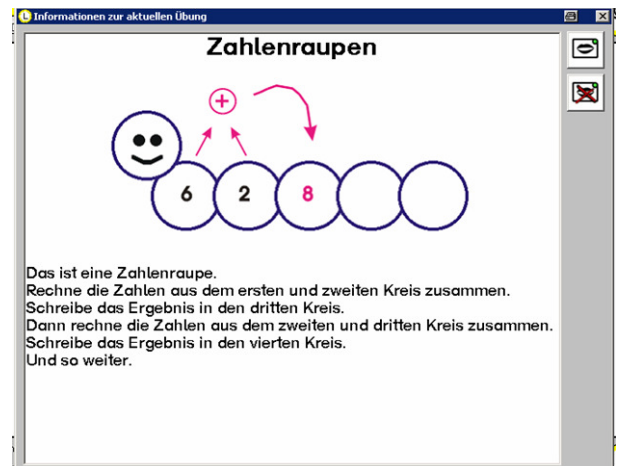 Informationen zur aktuellen Übung
Zahlenraupen
+
6 2 8
Das ist eine Zahlenraupe.
Rechne die Zahlen aus dem ersten und zweiten Kreis zusammen.
Schreibe das Ergebnis in den dritten Kreis.
Dann rechne die Zahlen aus dem zweiten und dritten Kreis zusammen.
Schreibe das Ergebnis in den vierten Kreis.
Und so weiter.